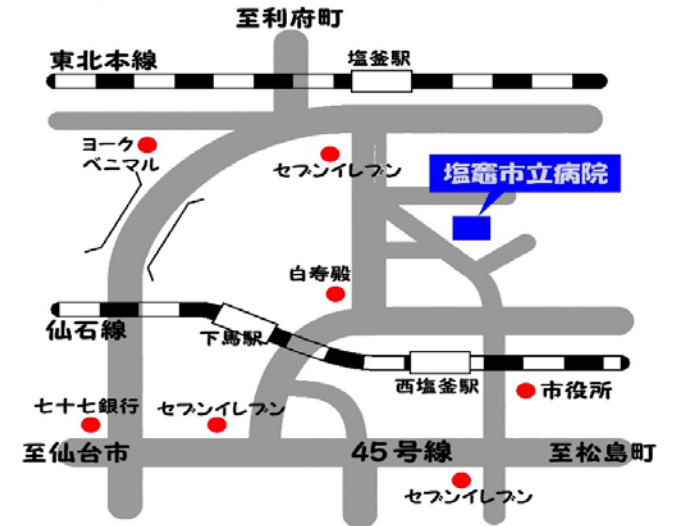 至利府町
東北本線
塩釜駅
ヨーク
ベニマル
セブンイレブン
塩竈市立病院
白寿殿
仙石線
下馬駅
西塩釜駅
市役所
七十七銀行
セブンイレブン
至仙台市
45号線
至松島町
セブンイレブン